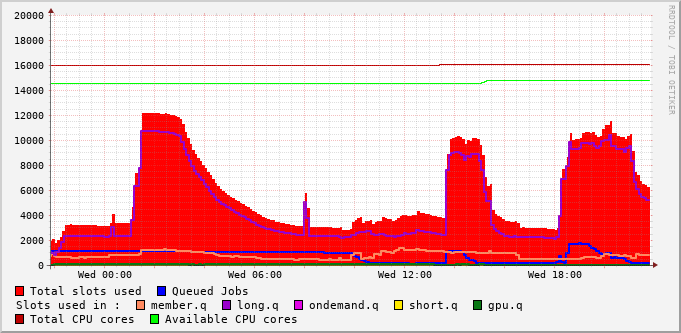 20000
18000
16000
14000
12000
10000
8000
6000
4000
2000
0
Wed 00:00 Wed 06:00 Wed 12:00 Wed 18:00
RRDTOOL / TOBI OETIKER
Total slots used Queued Jobs
Slots used in : member.q long.q ondemand.q short.q gpu.q
Total CPU cores Available CPU cores